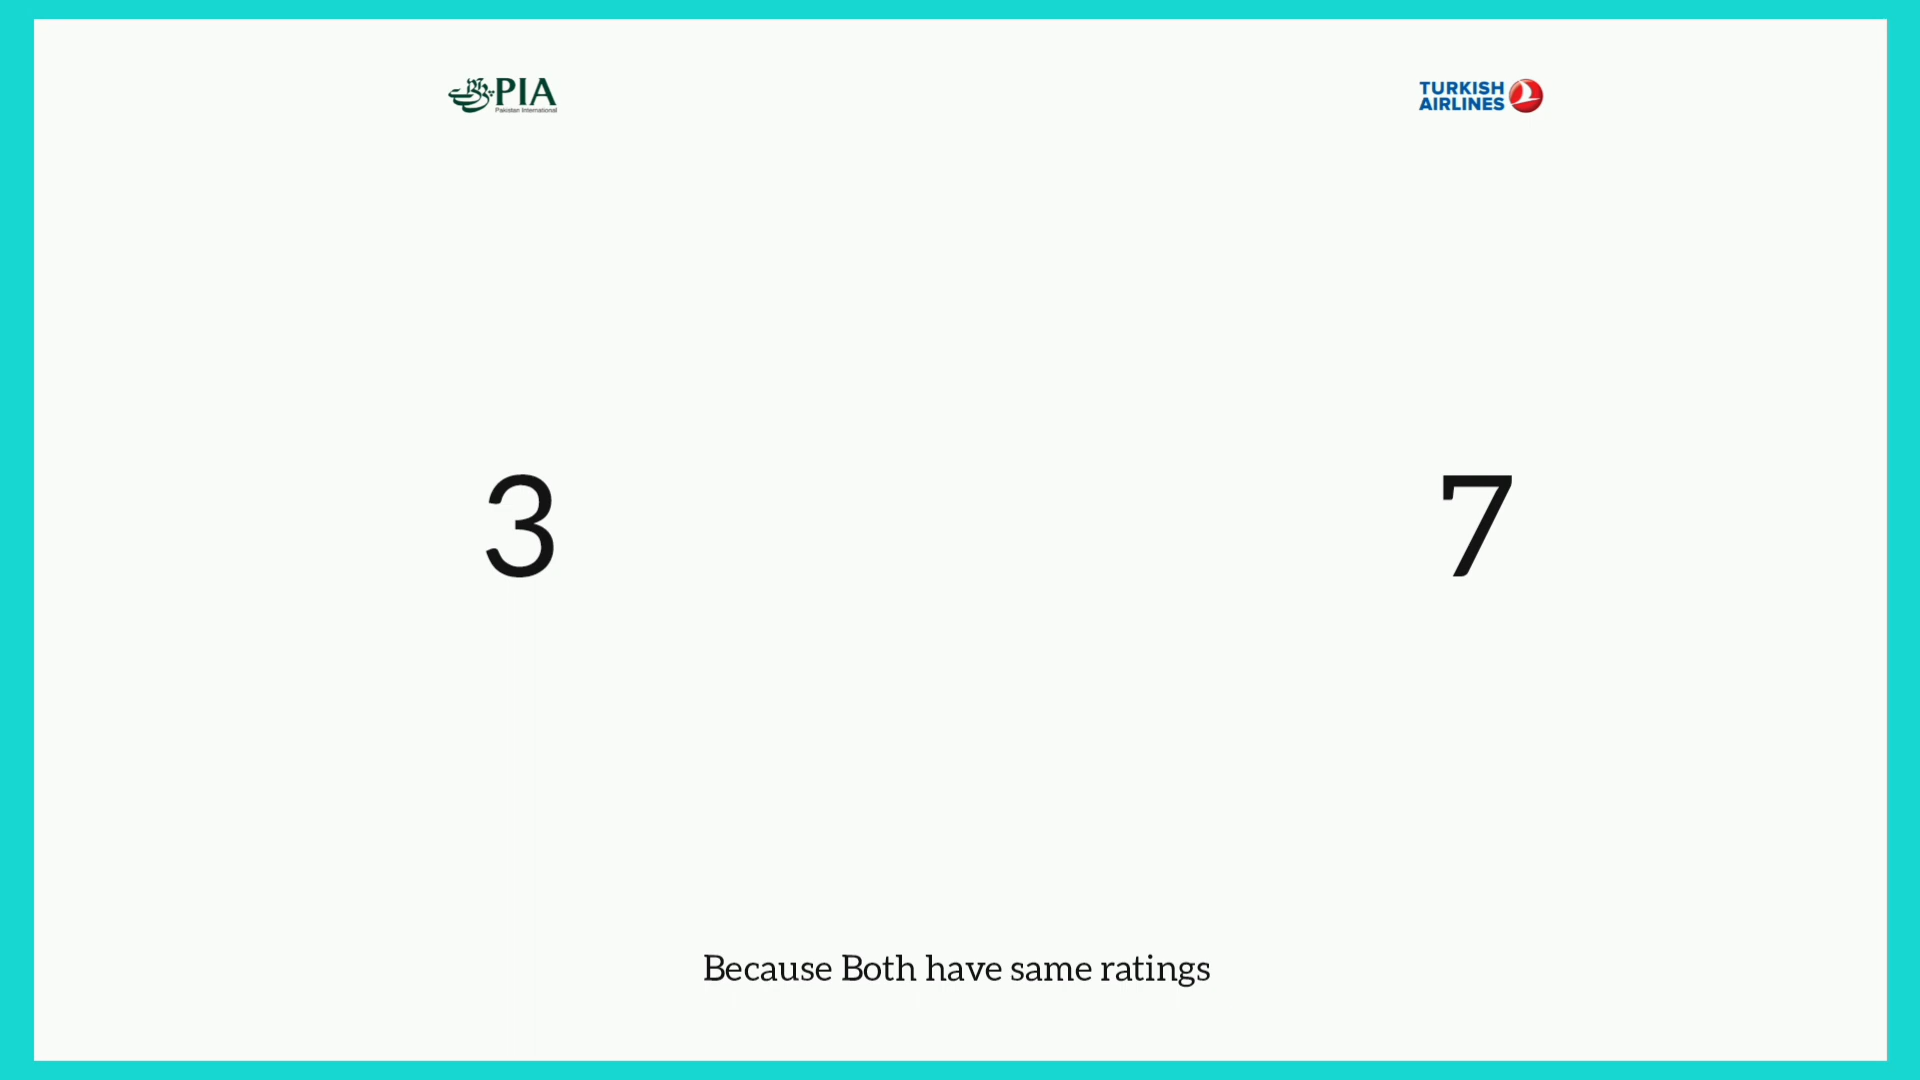 PIA
Pakistan International
TURKISH
AIRLINES
3
7
Because Both have same ratings